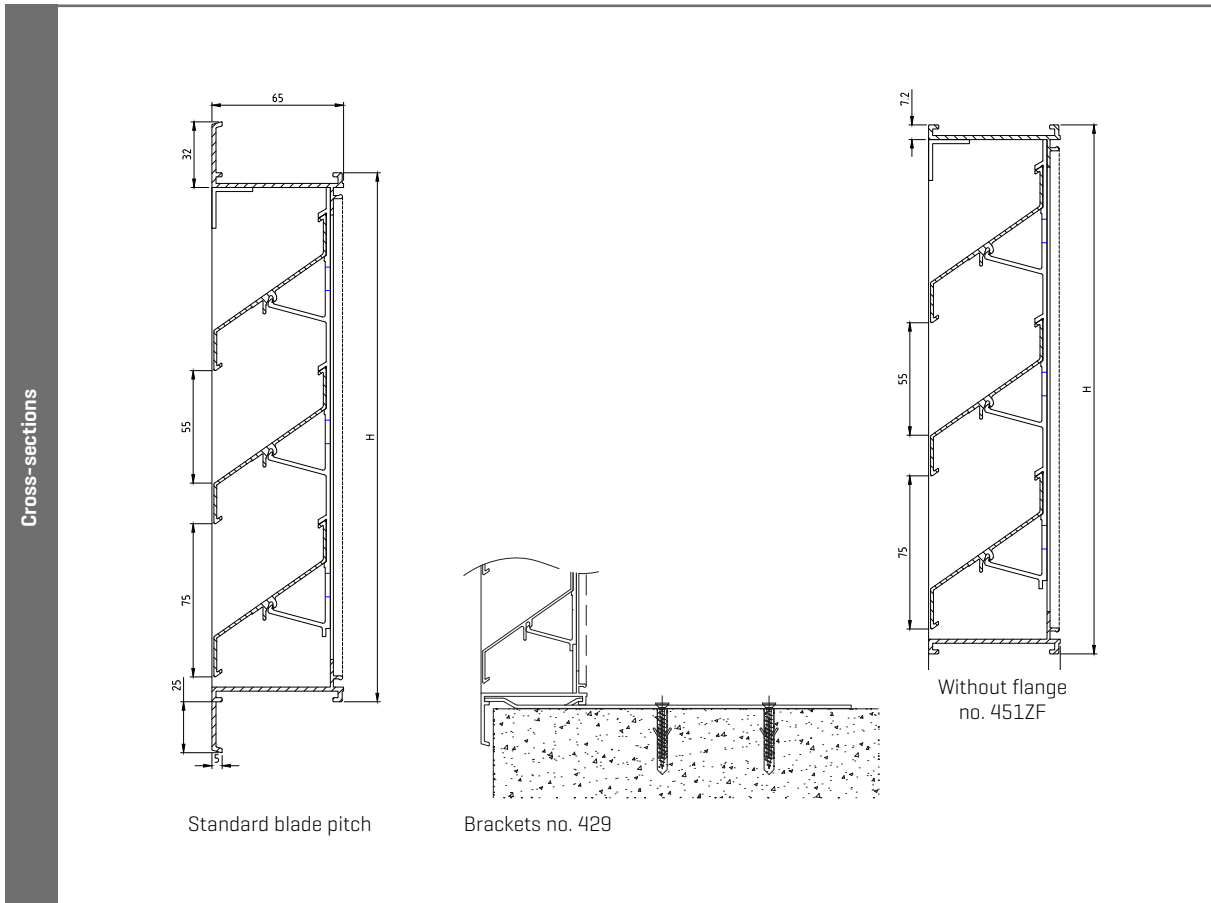 Cross-sections
65
32
55
75
25
5
H
Standard blade pitch
Brackets no. 429
7.2
55
75
H
Without flange
no. 451ZF